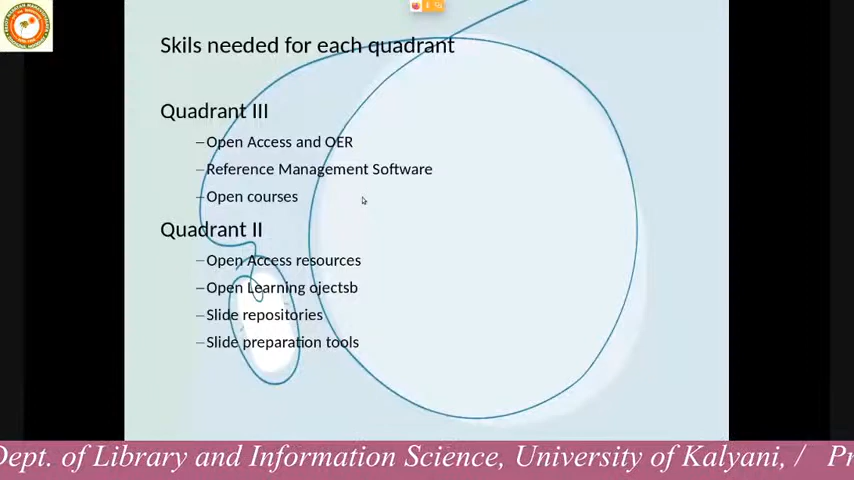 Skils needed for each quadrant
Quadrant III
–Open Access and OER
–Reference Management Software
–Open courses
Quadrant II
–Open Access resources
–Open Learning ojectsb
–Slide repositories
–Slide preparation tools
Dept. of Library and Information Science, University of Kalyani, / Pr